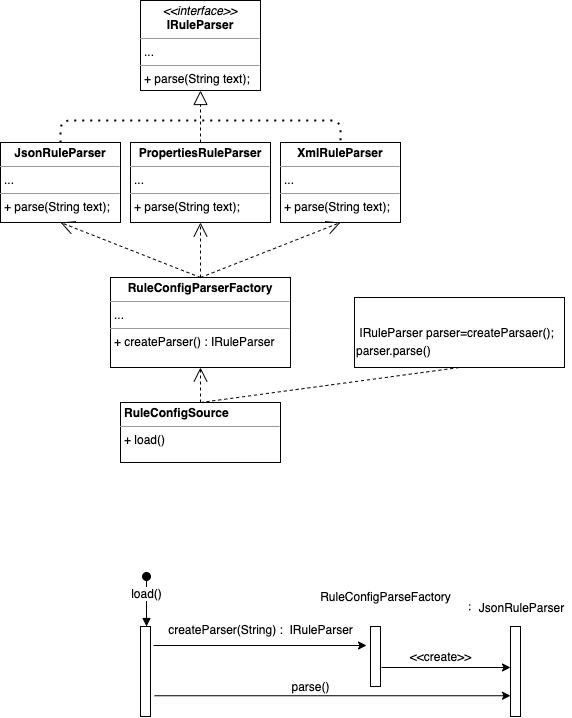 <<interface>>
IRuleParser
...
+ parse(String text);
JsonRuleParser
...
+ parse(String text);
PropertiesRuleParser
...
+ parse(String text);
XmlRuleParser
...
+ parse(String text);
RuleConfigParserFactory
...
+ createParser() : IRuleParser
IRuleParser parser=createParsaer();
parser.parse()
RuleConfigSource
+ load()
load()
RuleConfigParseFactory
: JsonRuleParser
createParser(String) : IRuleParser
<<create>>
parse()